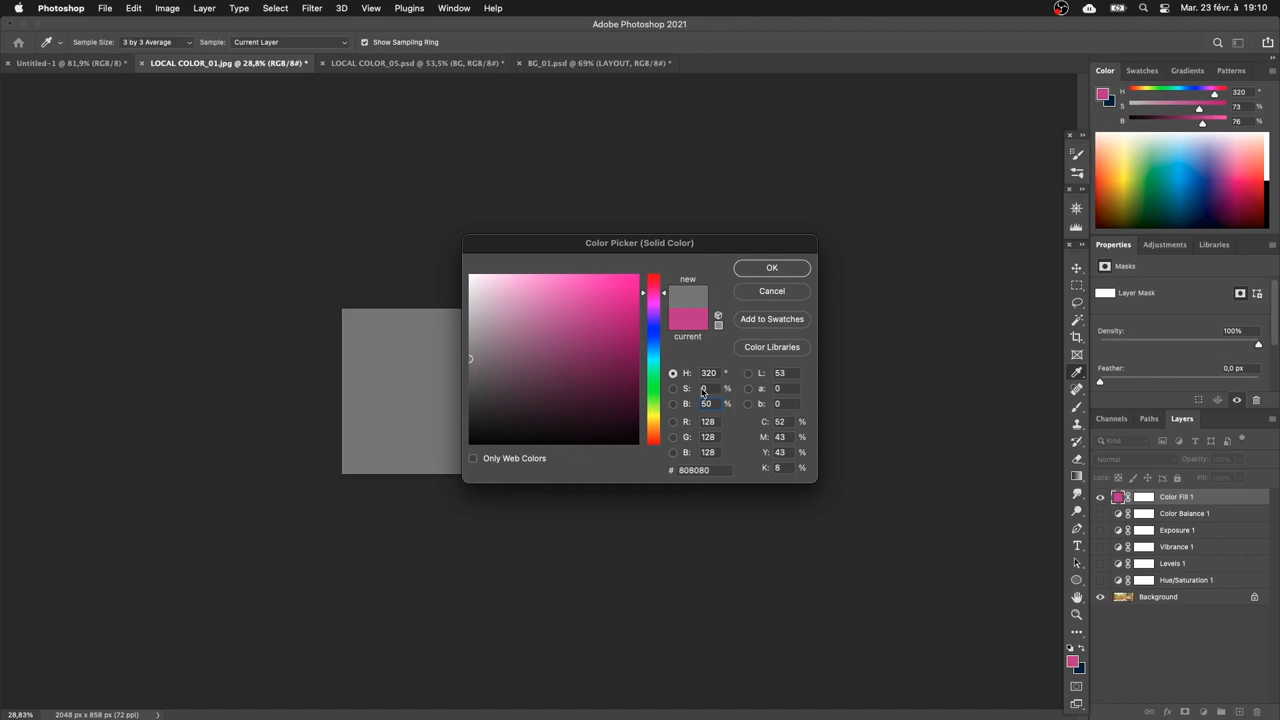 Photoshop File Edit Image Layer Type Select Filter 3D View Plugins Window Help Mar. 23 févr à 19:10
Adobe Photoshop 2021
Sample Size: 3 by 3 Average Sample: Current Layer Show Sampling Ring
Untitled-1 @ 81,9% (RGB/8) * LOCAL COLOR_01.jpg @ 28,8% (RGB/8#) * LOCAL COLOR_05.psd @ 53,5% (BG, RGB/8#) * BG_01.psd @ 69% (LAYOUT, RGB/8#) *
Color Swatches Gradients Patterns
H 320 °
S 73 %
B 76 %
Color Picker (Solid Color)
new
current
OK
Cancel
Add to Swatches
Color Libraries
H: 320 ° L: 53
S: 0 % a: 0
B: 50 % b: 0
R: 128 C: 52 %
G: 128 M: 43 %
B: 128 Y: 43 %
# 808080 K: 8 %
Only Web Colors
Properties Adjustments Libraries
Masks
Layer Mask
Density: 100%
Feather: 0,0 px
Channels Paths Layers
Kind
Normal Opacity: 100%
Lock: Fill: 100%
Color Fill 1
Color Balance 1
Exposure 1
Vibrance 1
Levels 1
Hue/Saturation 1
Background
28,83% 2048 px x 858 px (72 ppi)